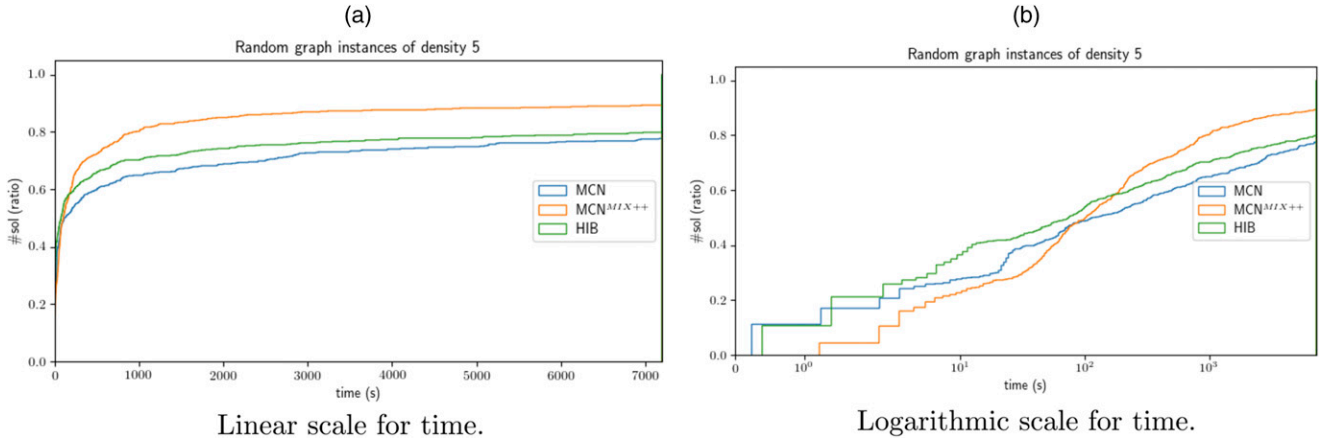 (a)
Random graph instances of density 5
1.0
0.8
0.6
0.4
0.2
0.0
#sol (ratio)
0 1000 2000 3000 4000 5000 6000 7000
time (s)
MCN
MCN^{MIX++}
HIB
Linear scale for time.
(b)
Random graph instances of density 5
1.0
0.8
0.6
0.4
0.2
0.0
#sol (ratio)
0 10^0 10^1 10^2 10^3
time (s)
MCN
MCN^{MIX++}
HIB
Logarithmic scale for time.